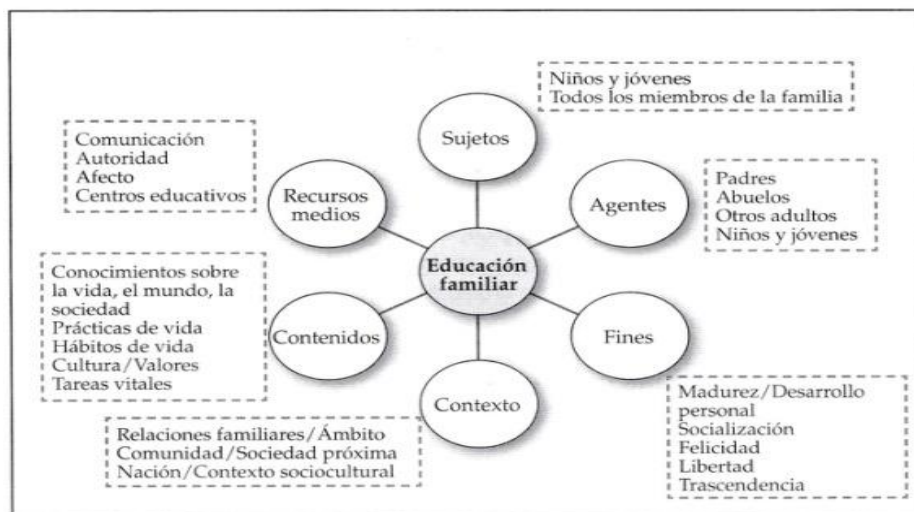 Niños y jóvenes
Todos los miembros de la familia
Sujetos
Comunicación
Autoridad
Afecto
Centros educativos
Recursos
medios
Agentes
Padres
Abuelos
Otros adultos
Niños y jóvenes
Educación
familiar
Conocimientos sobre
la vida, el mundo, la
sociedad
Prácticas de vida
Hábitos de vida
Cultura/Valores
Tareas vitales
Contenidos
Fines
Madurez/Desarrollo
personal
Socialización
Felicidad
Libertad
Trascendencia
Contexto
Relaciones familiares/Ámbito
Comunidad/Sociedad próxima
Nación/Contexto sociocultural